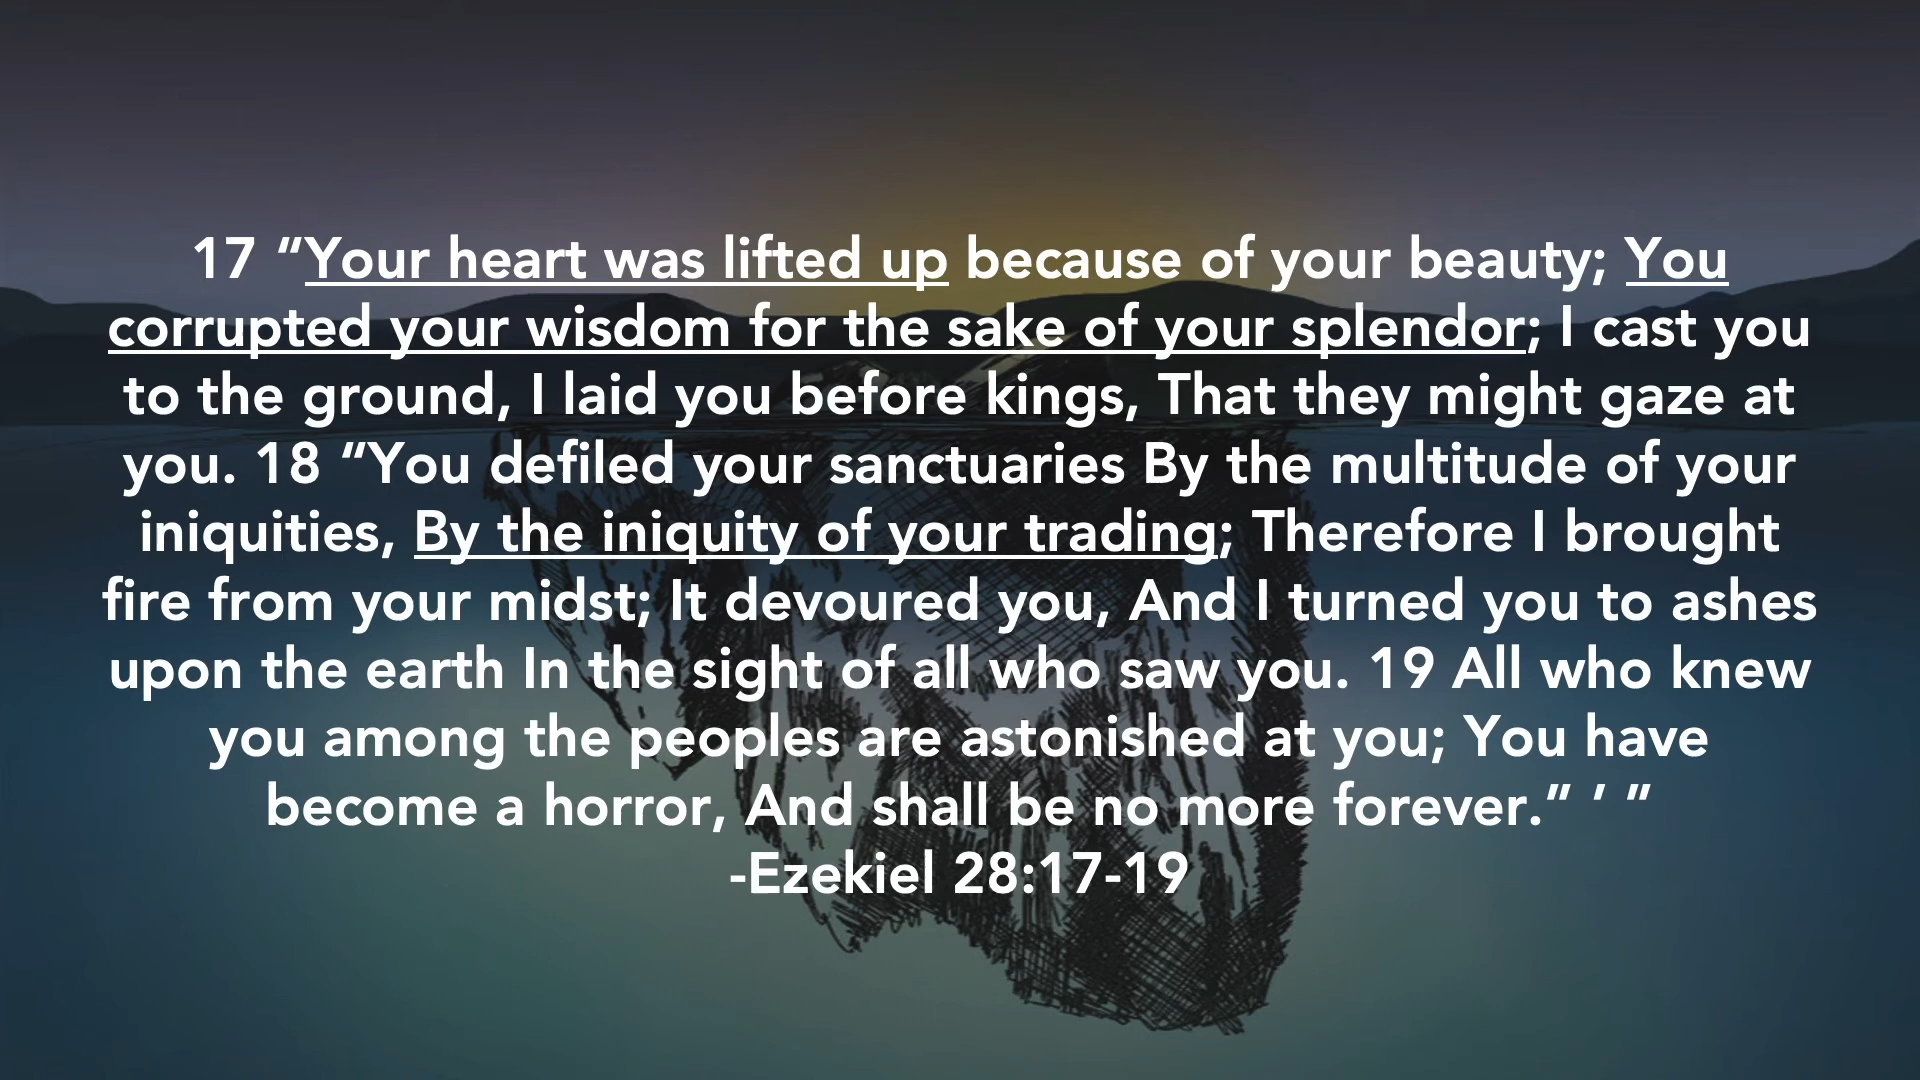 17 “Your heart was lifted up because of your beauty; You
corrupted your wisdom for the sake of your splendor; I cast you
to the ground, I laid you before kings, That they might gaze at
you. 18 “You defiled your sanctuaries By the multitude of your
iniquities, By the iniquity of your trading; Therefore I brought
fire from your midst; It devoured you, And I turned you to ashes
upon the earth In the sight of all who saw you. 19 All who knew
you among the peoples are astonished at you; You have
become a horror, And shall be no more forever.” ’ ”
-Ezekiel 28:17-19